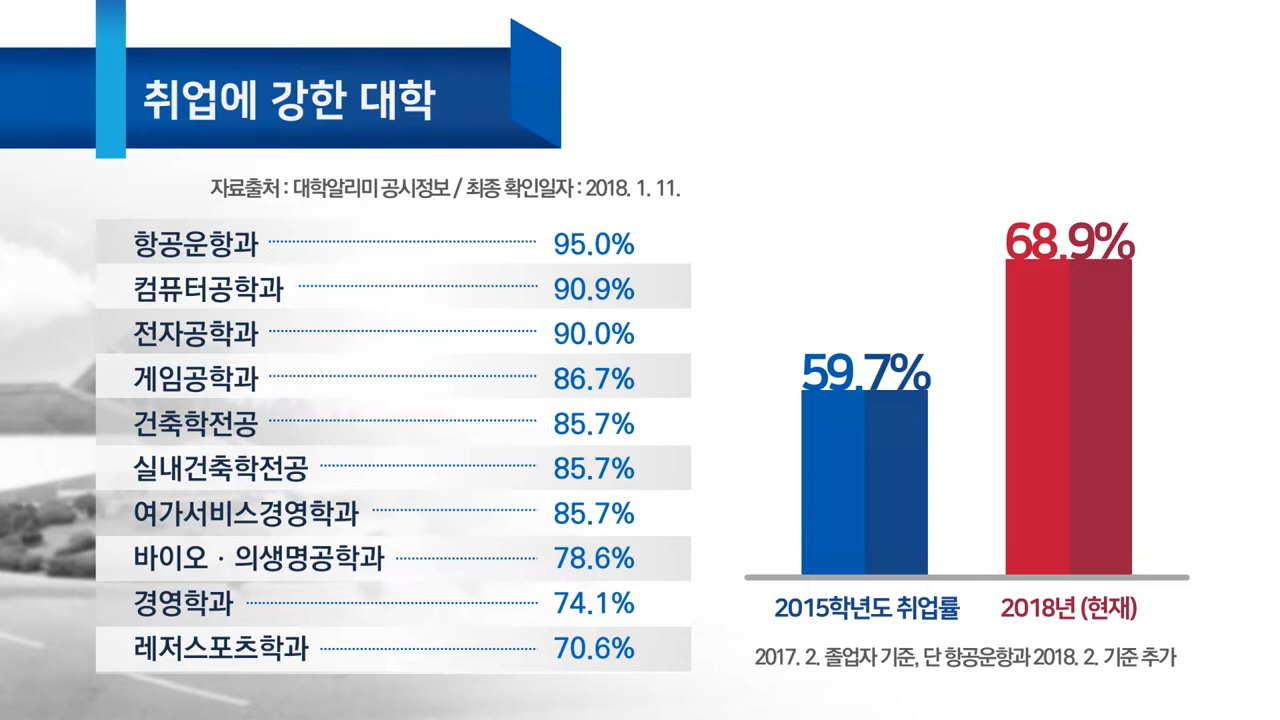 취업에 강한 대학
자료출처 : 대학알리미 공시정보 / 최종 확인일자 : 2018. 1. 11.
항공운항과 95.0%
컴퓨터공학과 90.9%
전자공학과 90.0%
게임공학과 86.7%
건축학전공 85.7%
실내건축학전공 85.7%
여가서비스경영학과 85.7%
바이오 · 의생명공학과 78.6%
경영학과 74.1%
레저스포츠학과 70.6%
59.7%
68.9%
2015학년도 취업률
2018년 (현재)
2017. 2. 졸업자 기준, 단 항공운항과 2018. 2. 기준 추가